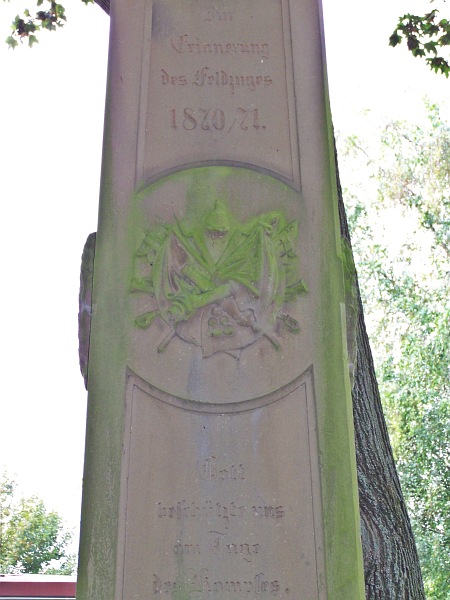 Zur
Erinnerung
des Feldzuges
1870/71.
Gott
beschützte uns
am Tage
des Kampfes.